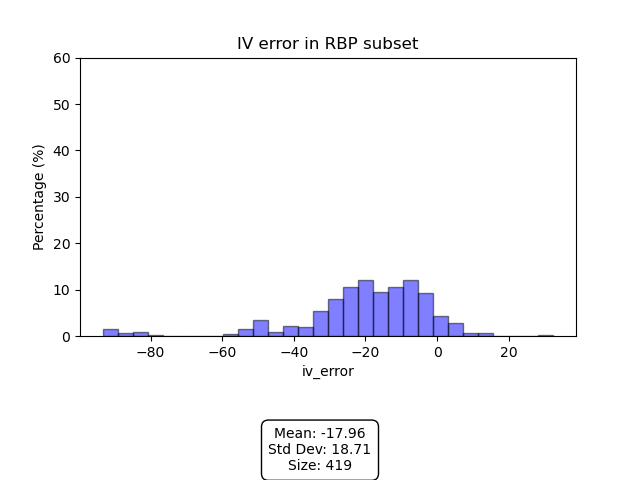 IV error in RBP subset
60
50
40
30
20
10
0
Percentage (%)
−80 −60 −40 −20 0 20
iv_error
Mean: -17.96
Std Dev: 18.71
Size: 419